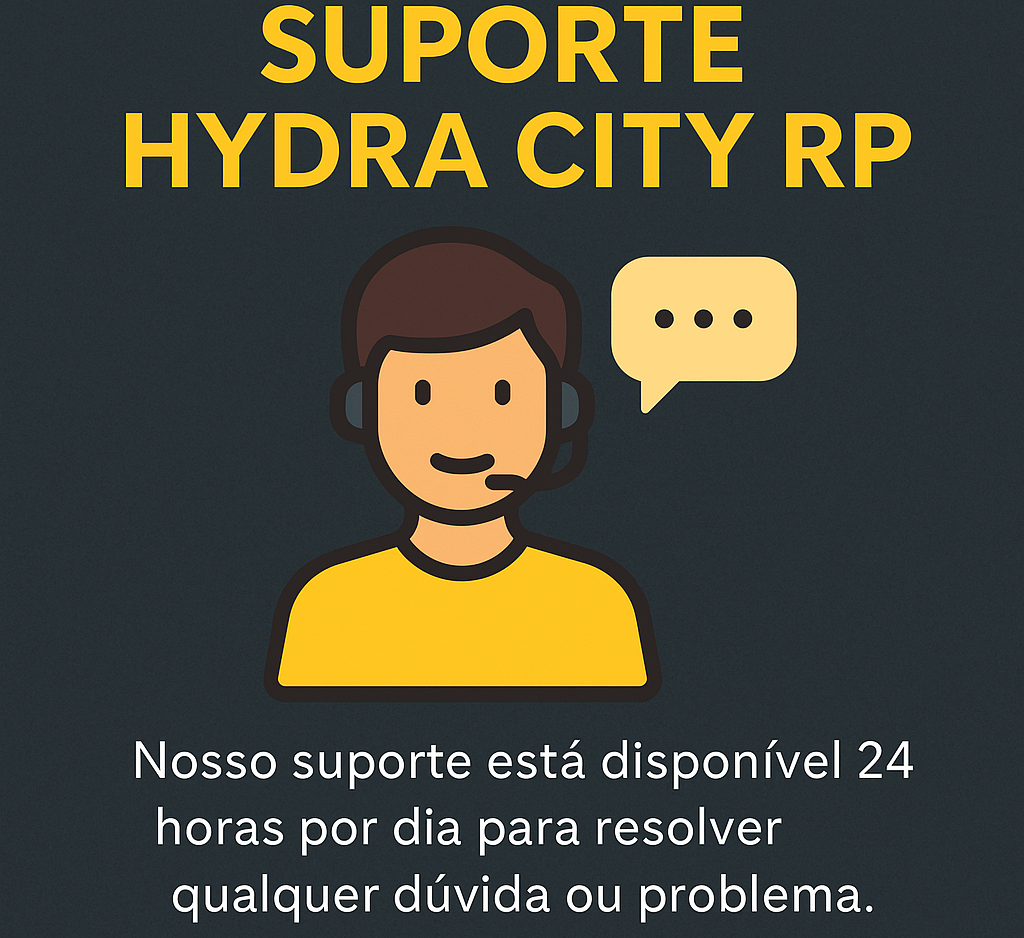 SUPORTE
HYDRA CITY RP
Nosso suporte está disponível 24
horas por dia para resolver
qualquer dúvida ou problema.